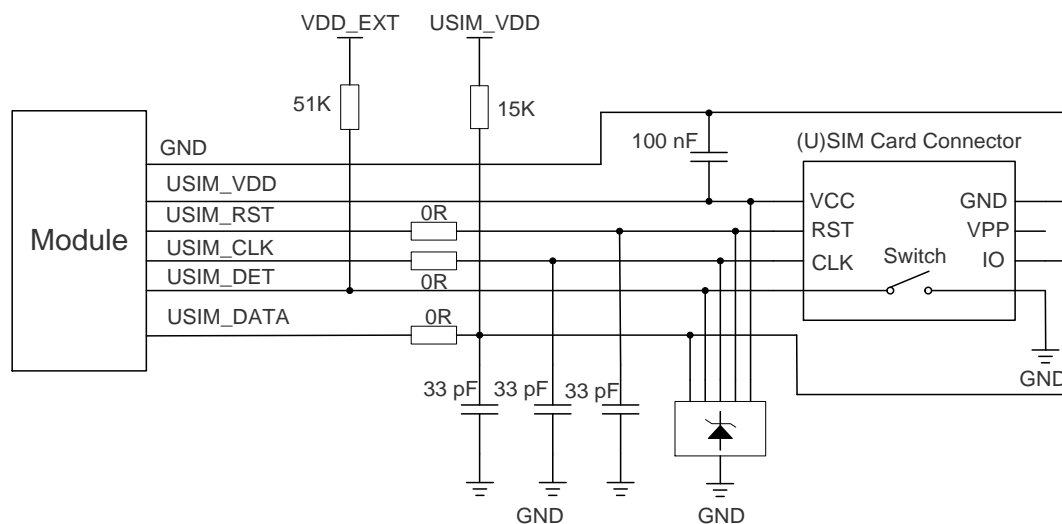 VDD_EXT
USIM_VDD
51K
15K
GND
100 nF
(U)SIM Card Connector
USIM_VDD
VCC
GND
USIM_RST
0R
RST
VPP
Module
USIM_CLK
CLK
Switch
IO
USIM_DET
0R
USIM_DATA
0R
GND
33 pF
33 pF
33 pF
GND
GND